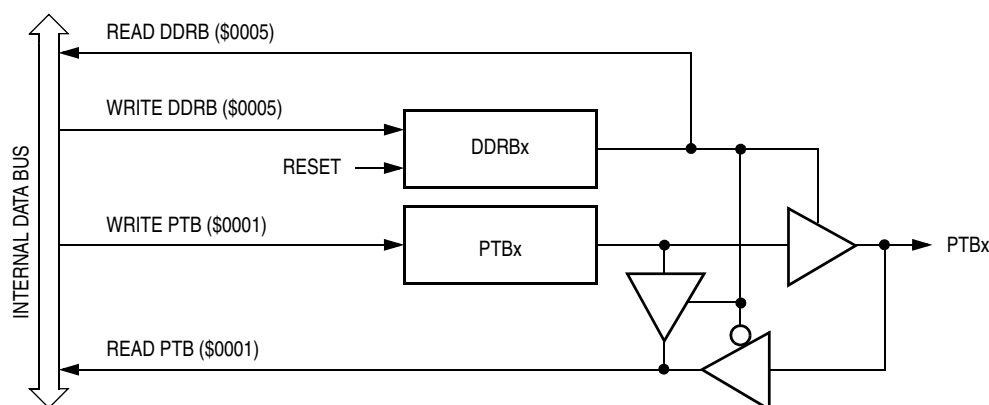 READ DDRB ($0005)
WRITE DDRB ($0005)
DDRBx
RESET
INTERNAL DATA BUS
WRITE PTB ($0001)
PTBx
PTBx
READ PTB ($0001)